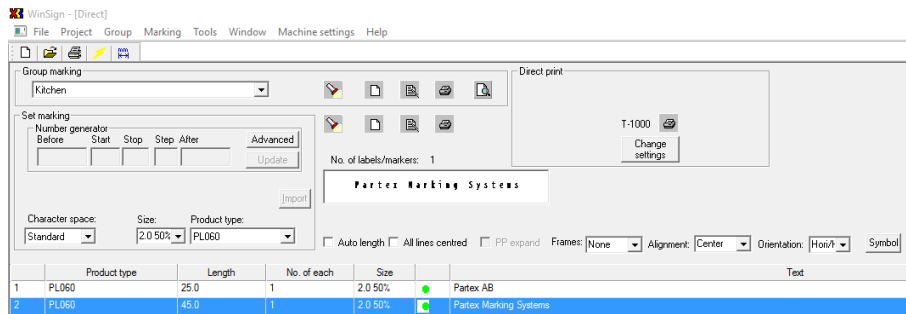 WinSign - [Direct]
File Project Group Marking Tools Window Machine settings Help
Group marking
Kitchen
Direct print
T-1000
Change settings
Set marking
Number generator
Before Start Stop Step After
Advanced
Update
Import
No. of labels/markers: 1
Partex Marking Systems
Character space: Size: Product type:
Standard 2.0 50% PL060
Auto length All lines centred PP expand Frames: None Alignment: Center Orientation: Hori/ Symbol
Product type Length No. of each Size Text
1 PL060 25.0 1 2.0 50% Partex AB
2 PL060 45.0 1 2.0 50% Partex Marking Systems